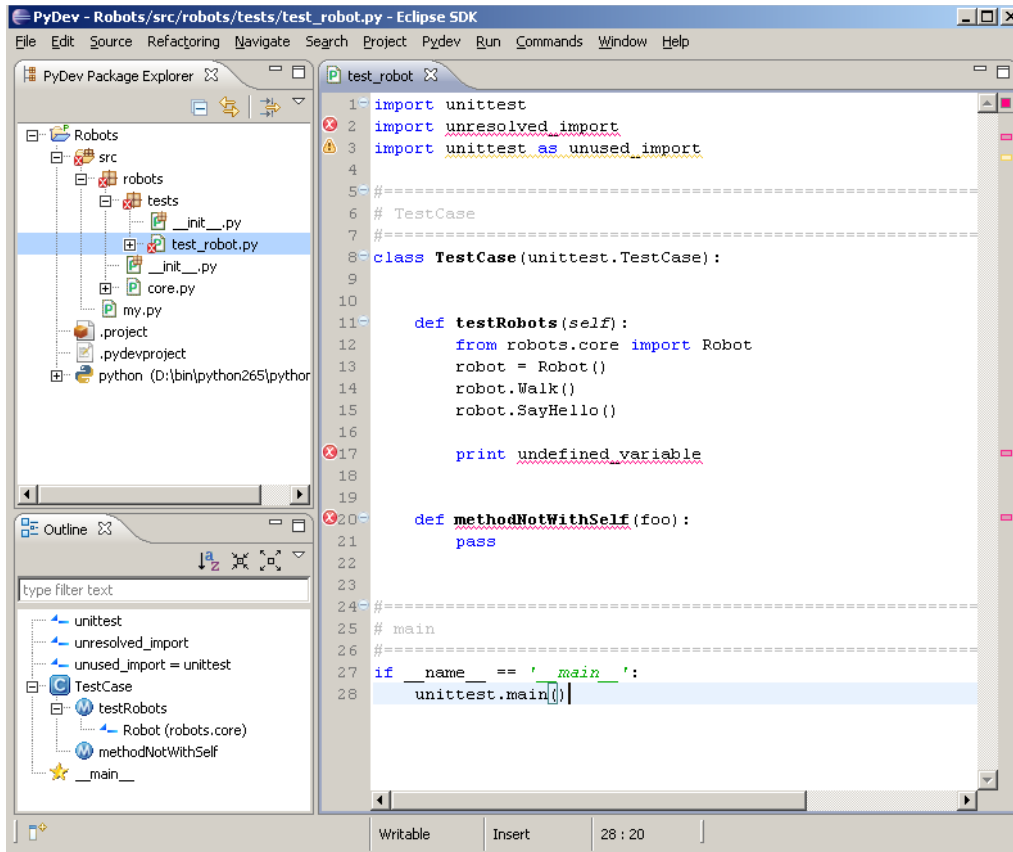 PyDev - Robots/src/robots/tests/test_robot.py - Eclipse SDK
File Edit Source Refactoring Navigate Search Project Pydev Run Commands Window Help
PyDev Package Explorer
Robots
src
robots
tests
__init__.py
test_robot.py
__init__.py
core.py
my.py
.project
.pydevproject
python (D:\bin\python265\python
Outline
type filter text
unittest
unresolved_import
unused_import = unittest
TestCase
testRobots
Robot (robots.core)
methodNotWithSelf
__main__
test_robot
1 import unittest
2 import unresolved_import
3 import unittest as unused_import
4
5 #==========================================================
6 # TestCase
7 #==========================================================
8 class TestCase(unittest.TestCase):
9
10
11 def testRobots(self):
12 from robots.core import Robot
13 robot = Robot()
14 robot.Walk()
15 robot.SayHello()
16
17 print undefined_variable
18
19
20 def methodNotWithSelf(foo):
21 pass
22
23
24 #==========================================================
25 # main
26 #==========================================================
27 if __name__ == '__main__':
28 unittest.main()
Writable Insert 28 : 20